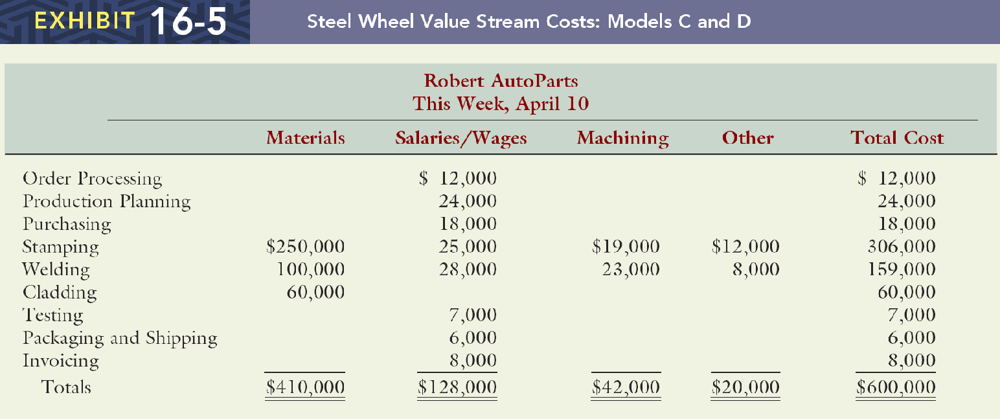 EXHIBIT 16-5 Steel Wheel Value Stream Costs: Models C and D
Robert AutoParts
This Week, April 10
Materials Salaries/Wages Machining Other Total Cost
Order Processing $ 12,000 $ 12,000
Production Planning 24,000 24,000
Purchasing 18,000 18,000
Stamping $250,000 25,000 $19,000 $12,000 306,000
Welding 100,000 28,000 23,000 8,000 159,000
Cladding 60,000 60,000
Testing 7,000 7,000
Packaging and Shipping 6,000 6,000
Invoicing 8,000 8,000
Totals $410,000 $128,000 $42,000 $20,000 $600,000